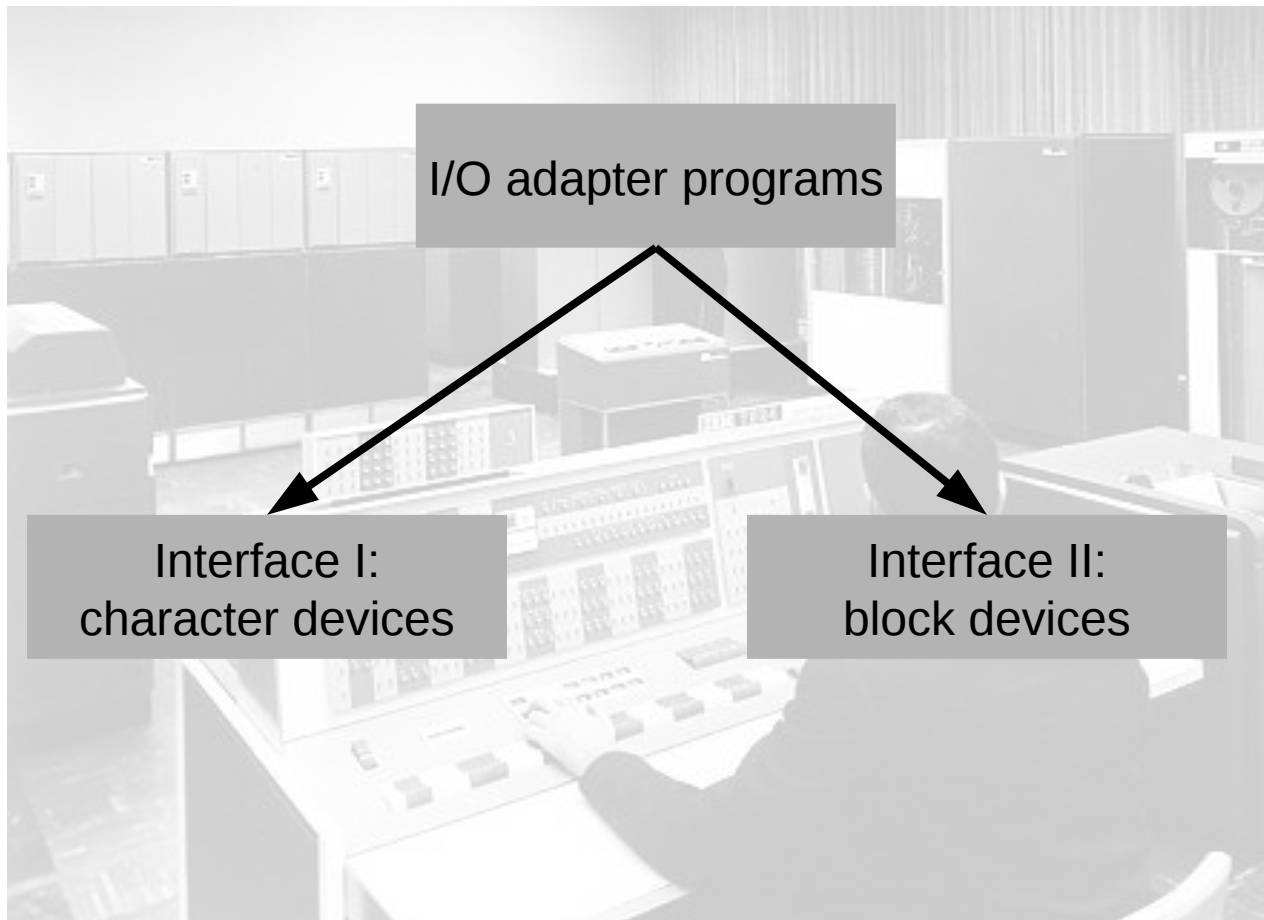 I/O adapter programs
Interface I:
character devices
Interface II:
block devices